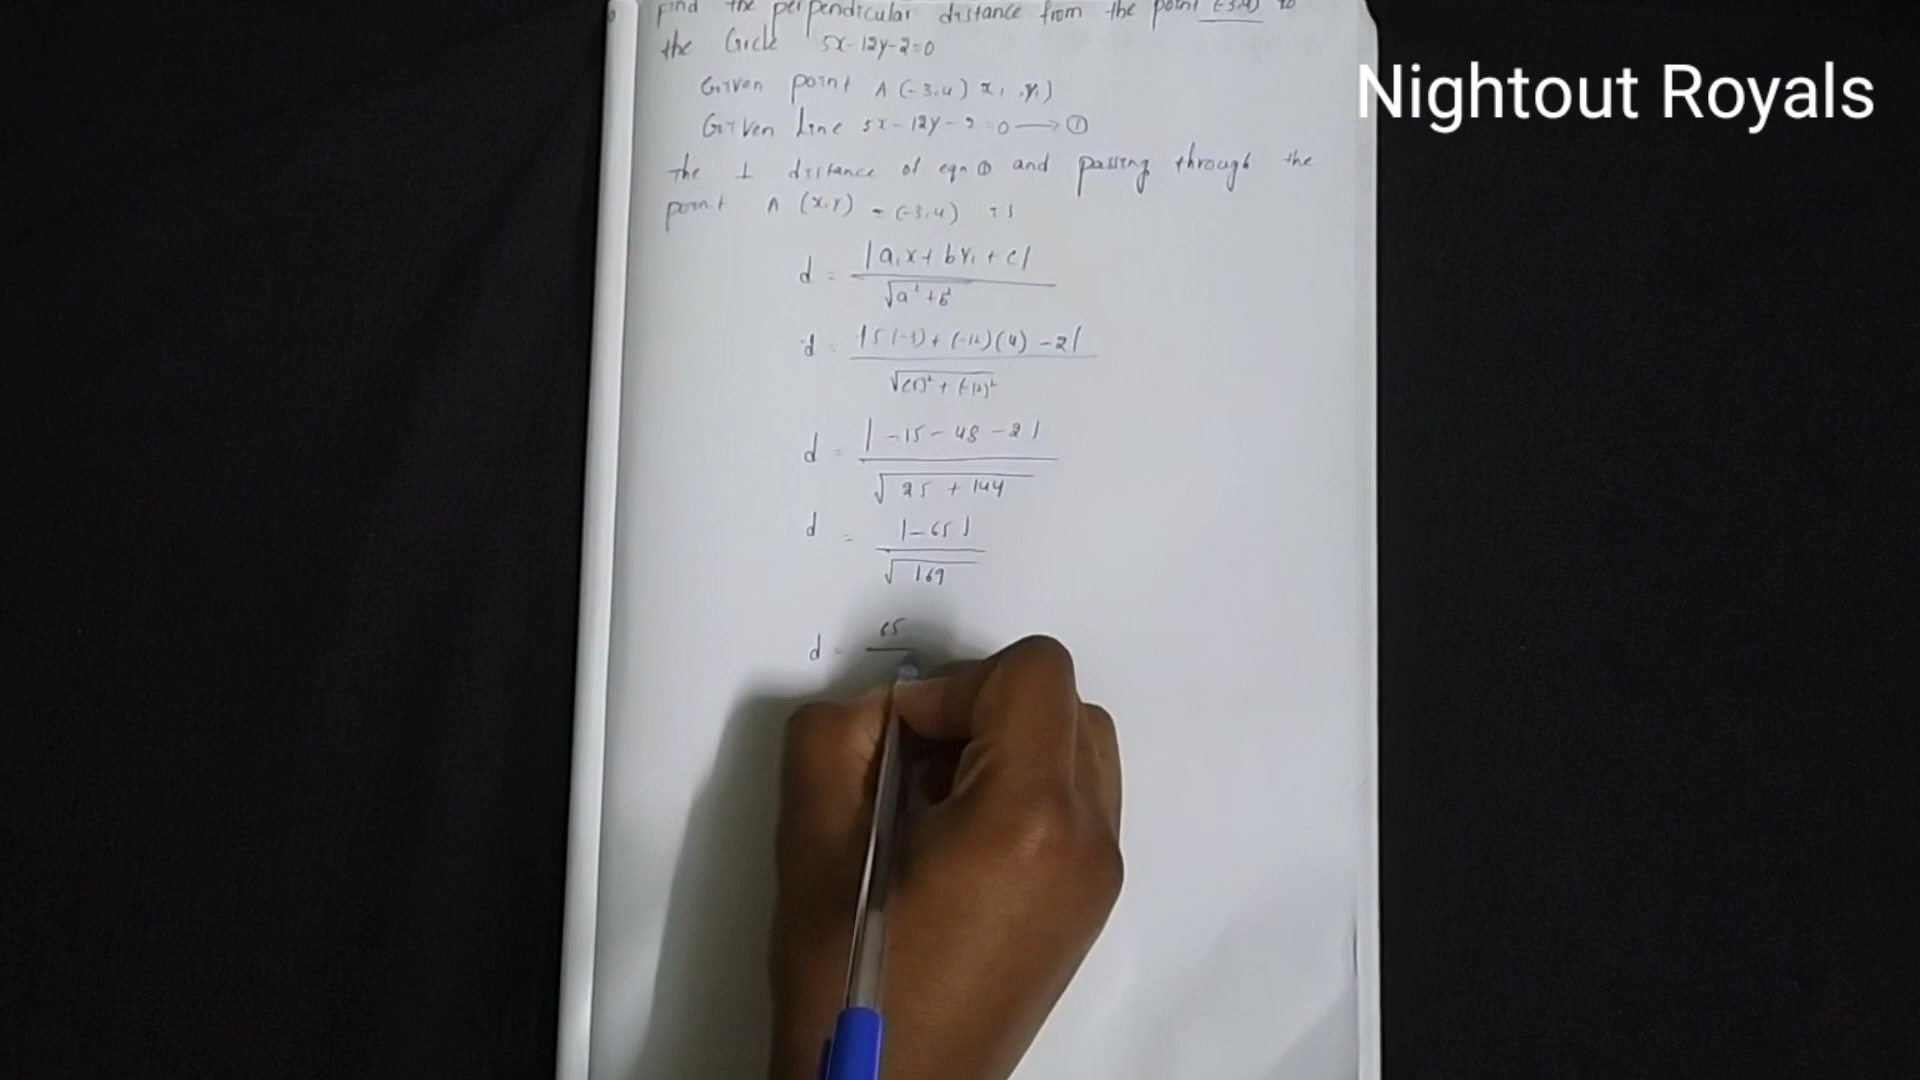 Find the perpendicular distance from the point (-3,4) to
the Circle 5x-12y-2=0
Given point A (-3,4) x₁,y₁)
Given Line 5x-12y-2=0 → ①
The ⊥ distance of eqn ① and passing through the
point A (x,y) = (-3,4) is
d = |a₁x + by₁ + c|
√a²+b²
d = |5(-3) + (-12)(4) -2|
√(5)² + (-12)²
d = |-15 - 48 -2|
√25 + 144
d = |-65|
√169
d = 65
Nightout Royals